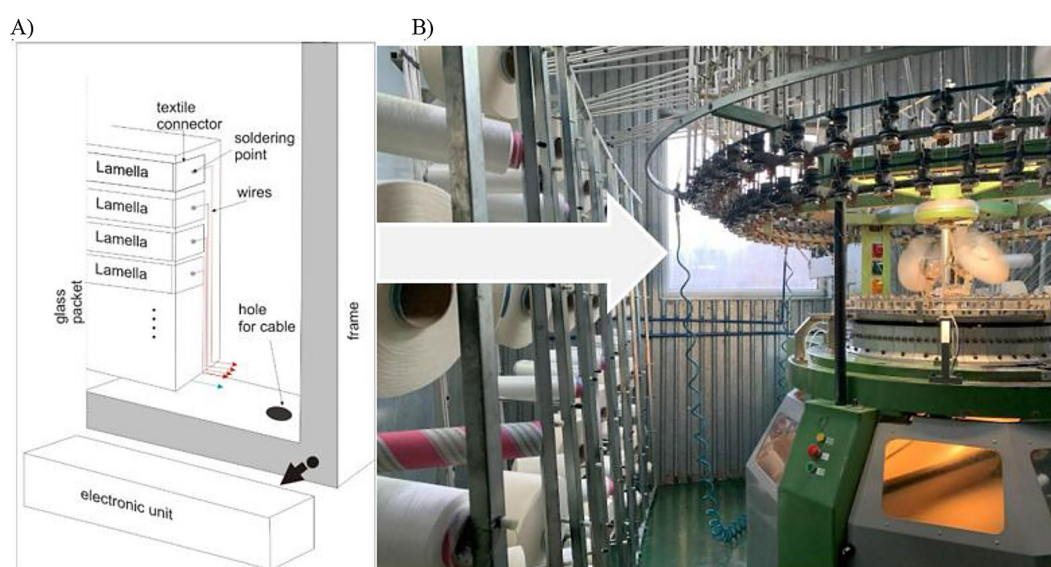 A)
B)
textile
connector
soldering
point
Lamella
wires
Lamella
Lamella
Lamella
glass
packet
hole
for cable
frame
electronic unit